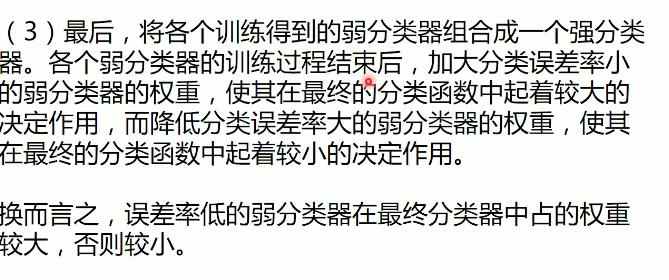 （3）最后，将各个训练得到的弱分类器组合成一个强分类
器。各个弱分类器的训练过程结束后，加大分类误差率小
的弱分类器的权重，使其在最终的分类函数中起着较大的
决定作用，而降低分类误差率大的弱分类器的权重，使其
在最终的分类函数中起着较小的决定作用。
换而言之，误差率低的弱分类器在最终分类器中占的权重
较大，否则较小。